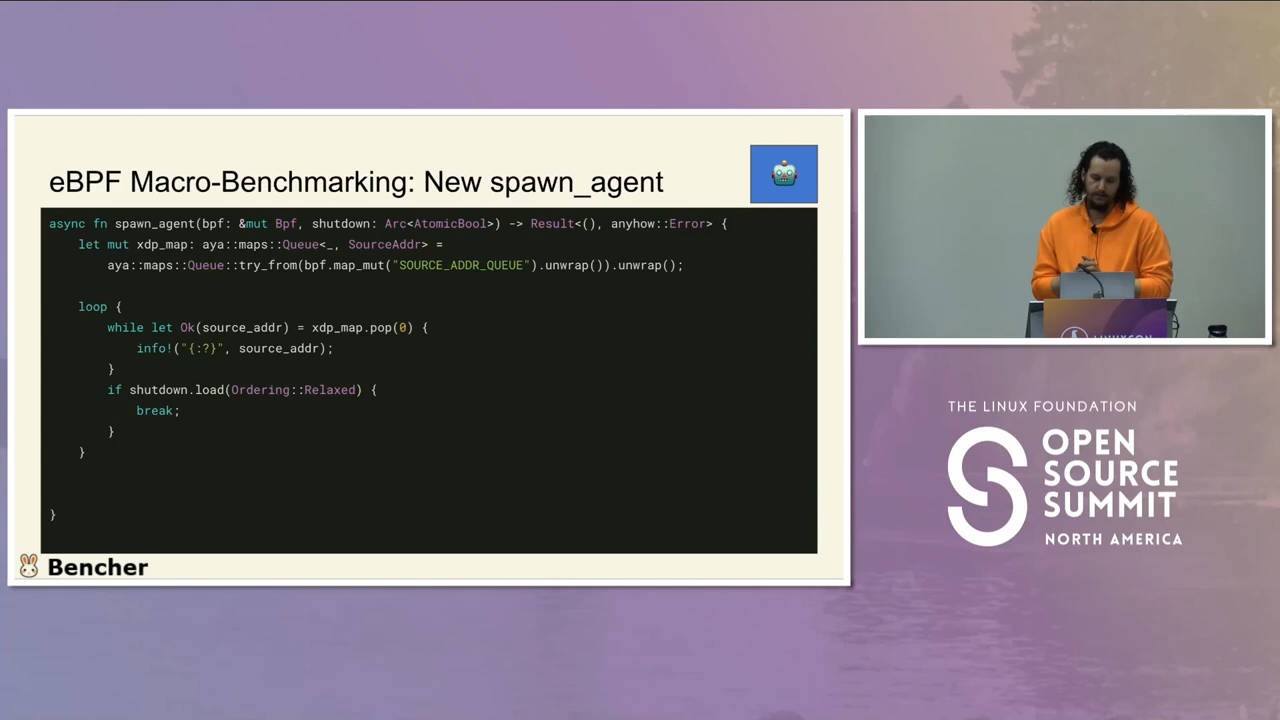 eBPF Macro-Benchmarking: New spawn_agent
async fn spawn_agent(bpf: &mut Bpf, shutdown: Arc<AtomicBool>) -> Result<(), anyhow::Error> {
    let mut xdp_map: aya::maps::Queue<_, SourceAddr> =
        aya::maps::Queue::try_from(bpf.map_mut("SOURCE_ADDR_QUEUE").unwrap()).unwrap();
    loop {
        while let Ok(source_addr) = xdp_map.pop(0) {
            info!("{:?}", source_addr);
        }
        if shutdown.load(Ordering::Relaxed) {
            break;
        }
    }
}
Bencher
LINUXCON
THE LINUX FOUNDATION
OPEN
SOURCE
SUMMIT
NORTH AMERICA